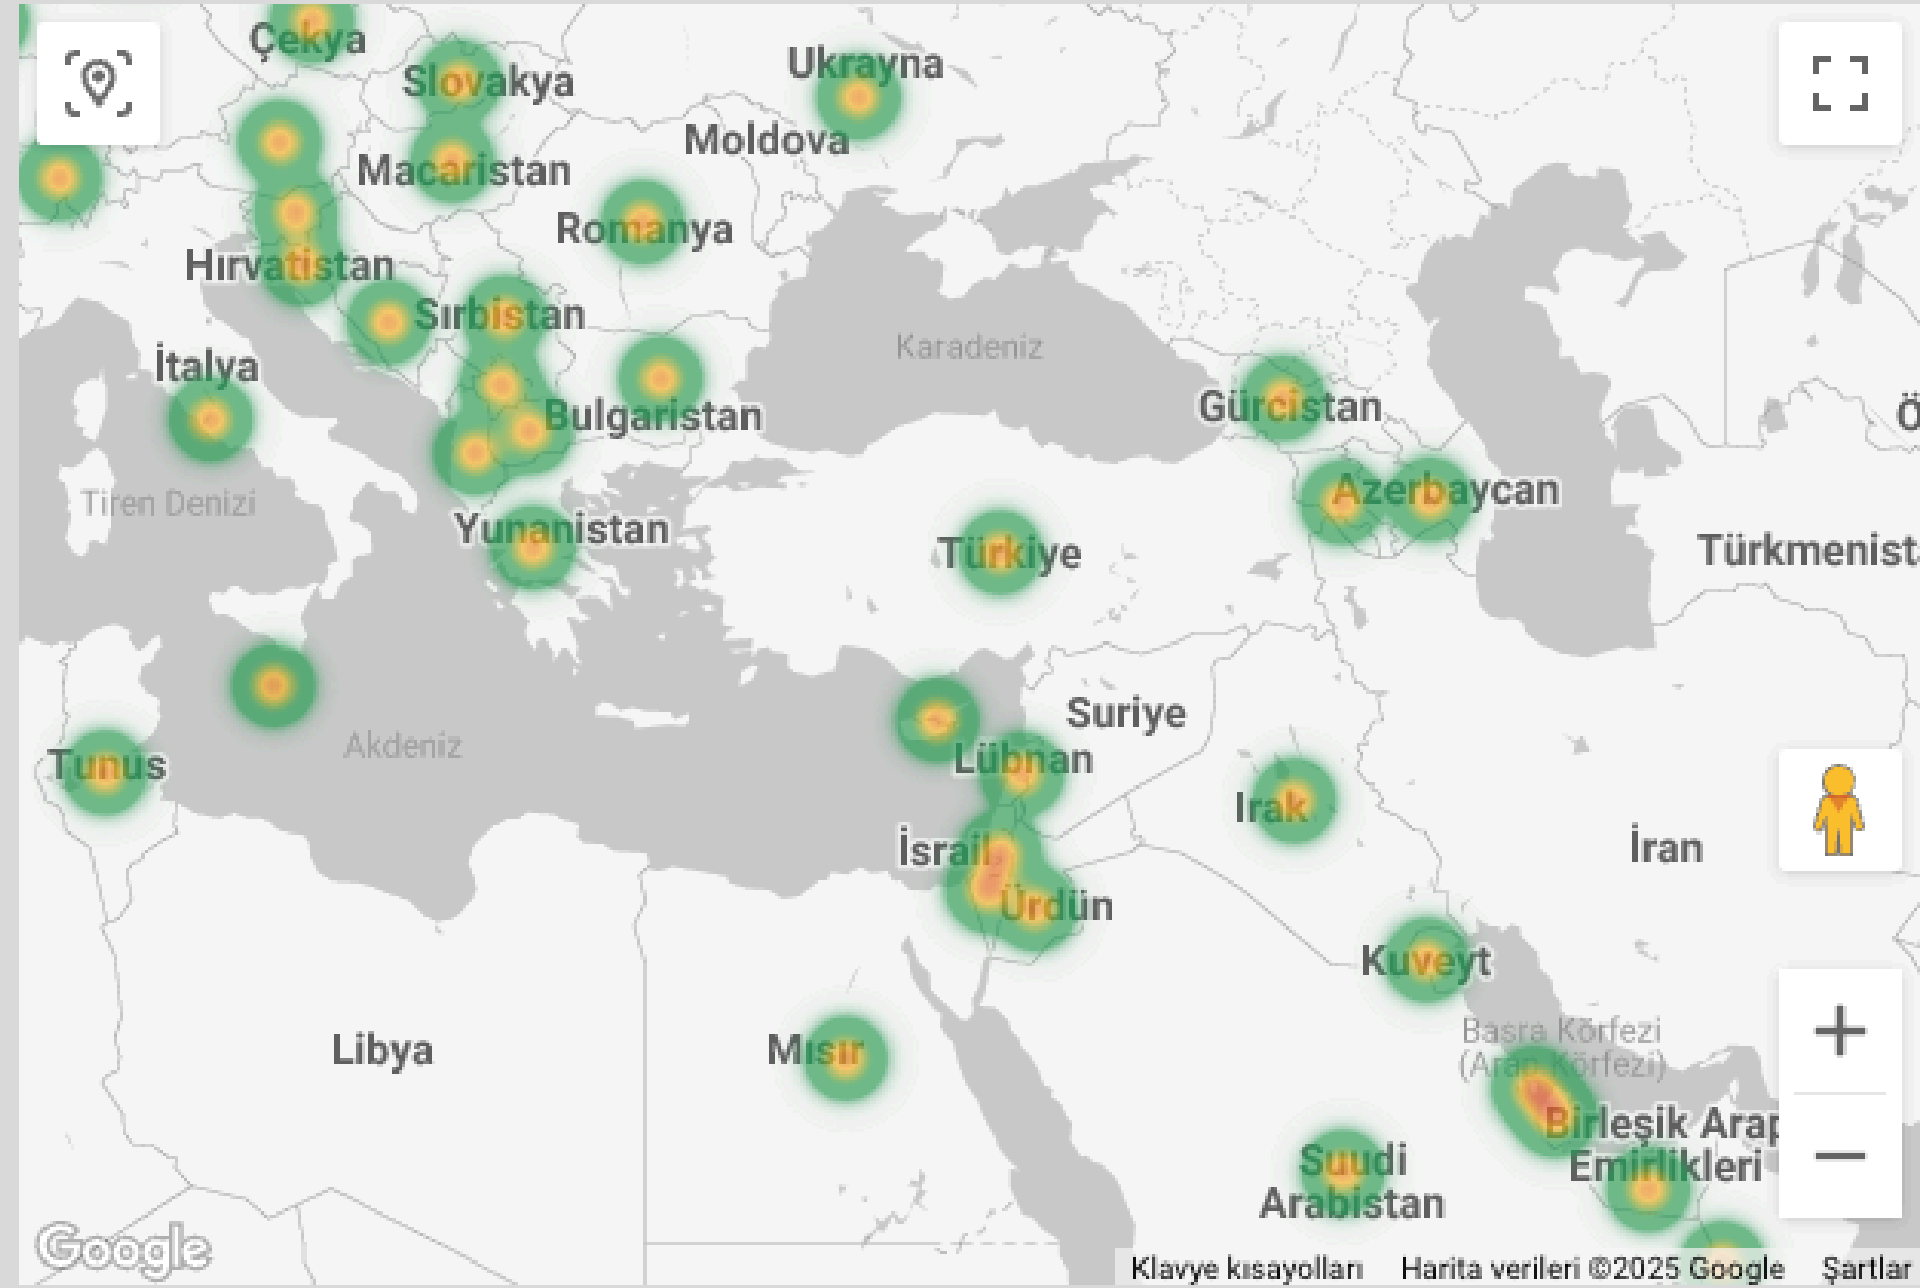 Çekya
Slovakya
Ukrayna
Moldova
Macaristan
Romanya
Hırvatistan
Sırbistan
Karadeniz
İtalya
Bulgaristan
Gürcistan
Ö
Tiren Denizi
Azerbaycan
Yunanistan
Türkiye
Türkmenist
Suriye
Akdeniz
Tunus
Lübnan
Irak
İran
İsrail
Ürdün
Kuveyt
Libya
Mısır
Basra Körfezi
(Arap Körfezi)
Birleşik Arap
Emirlikleri
Suudi
Arabistan
Google
Klavye kısayolları Harita verileri ©2025 Google Şartlar